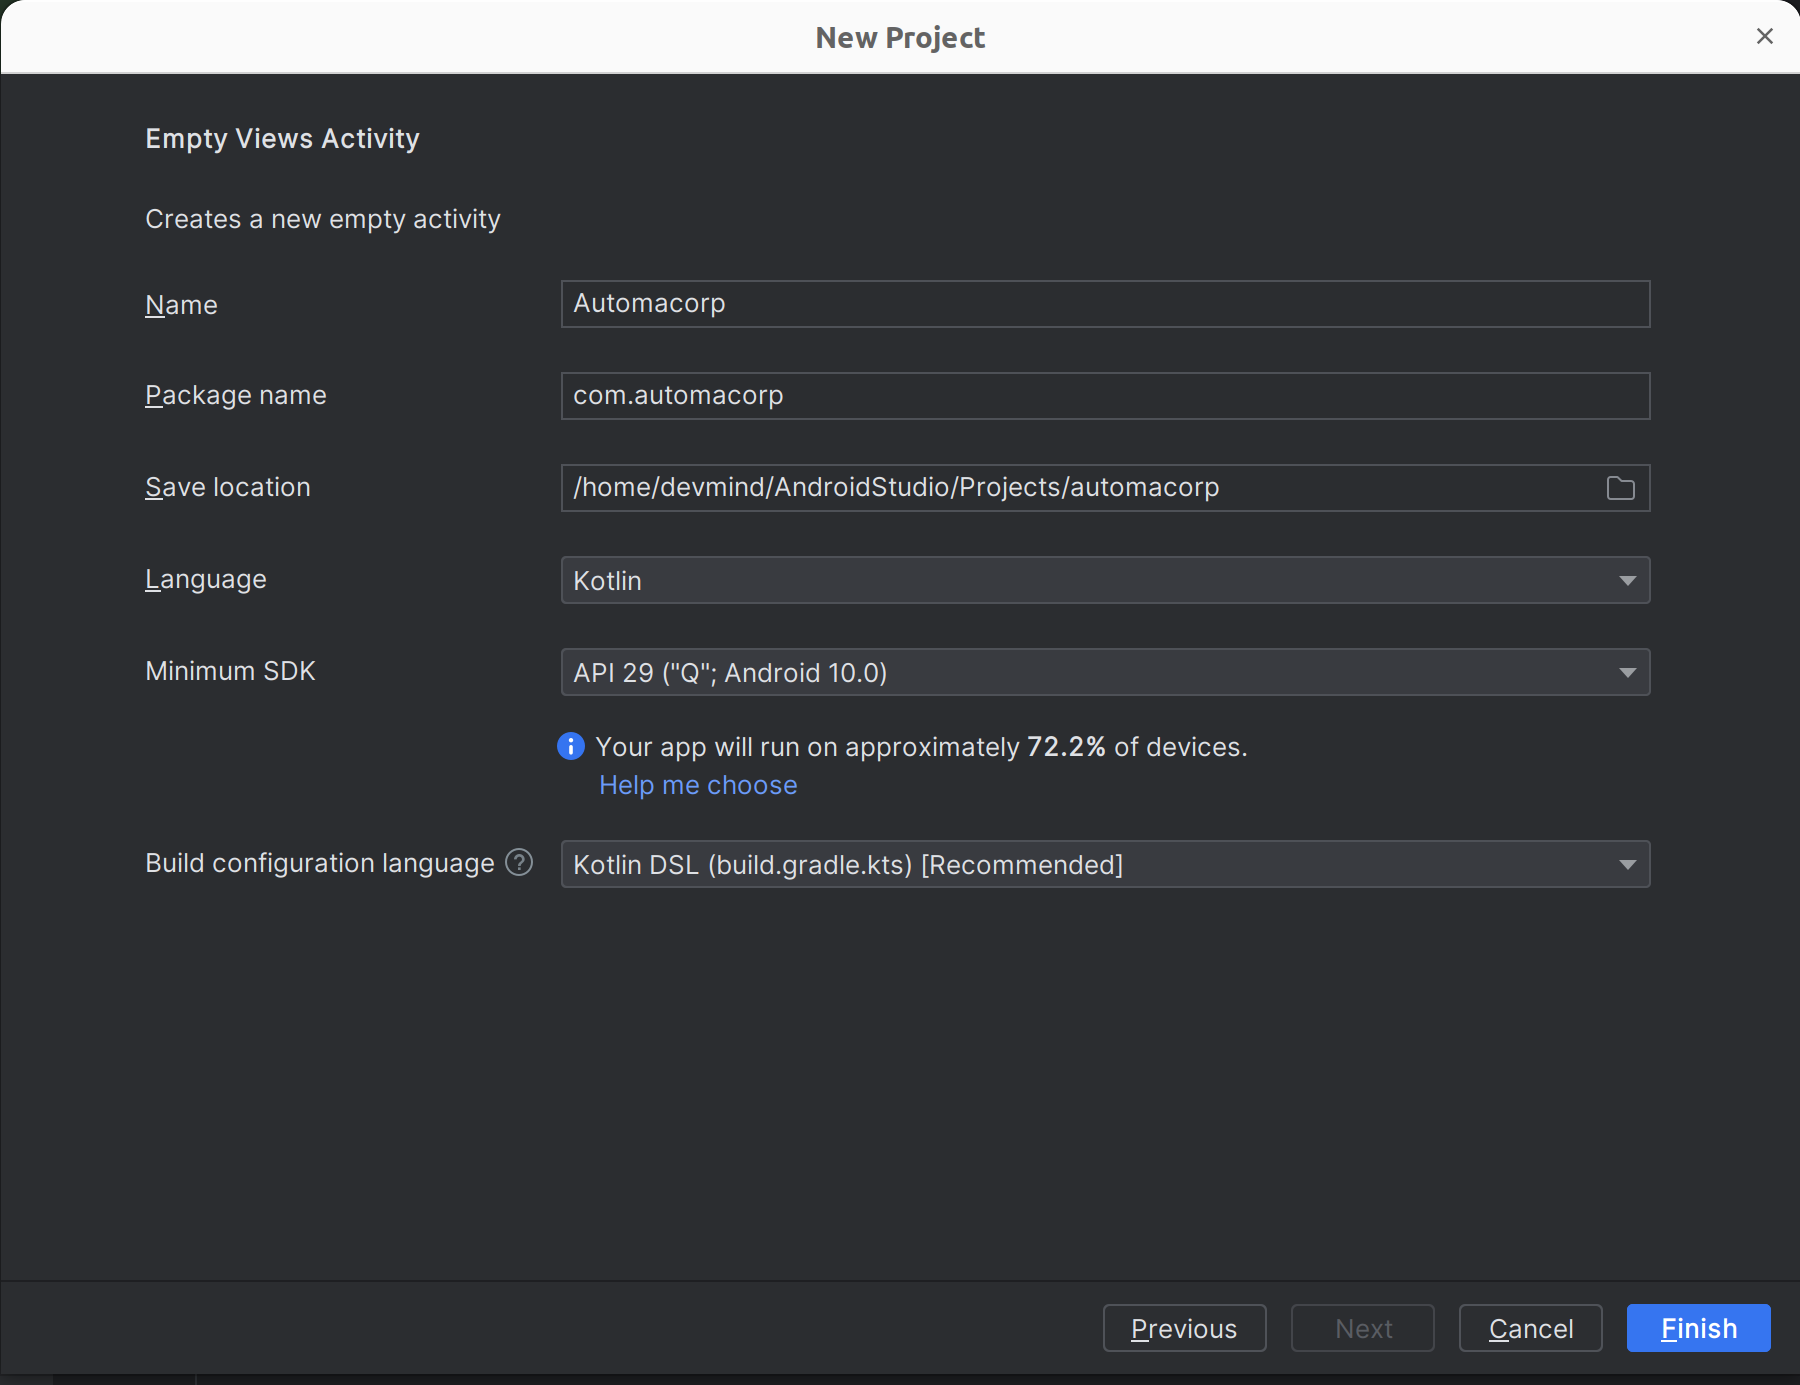 New Project
Empty Views Activity
Creates a new empty activity
Name
Automacorp
Package name
com.automacorp
Save location
/home/devmind/AndroidStudio/Projects/automacorp
Language
Kotlin
Minimum SDK
API 29 ("Q"; Android 10.0)
Your app will run on approximately 72.2% of devices.
Help me choose
Build configuration language
Kotlin DSL (build.gradle.kts) [Recommended]
Previous
Next
Cancel
Finish